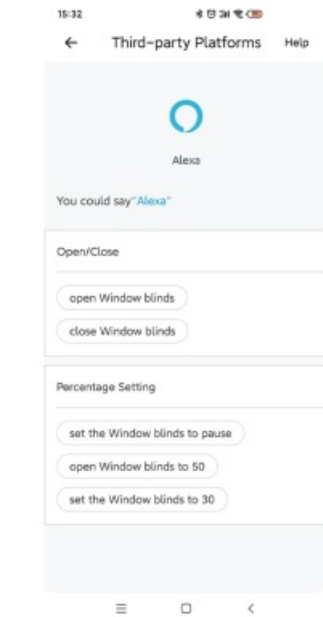 15:32
Third-party Platforms Help
Alexa
You could say"Alexa"
Open/Close
open Window blinds
close Window blinds
Percentage Setting
set the Window blinds to pause
open Window blinds to 50
set the Window blinds to 30